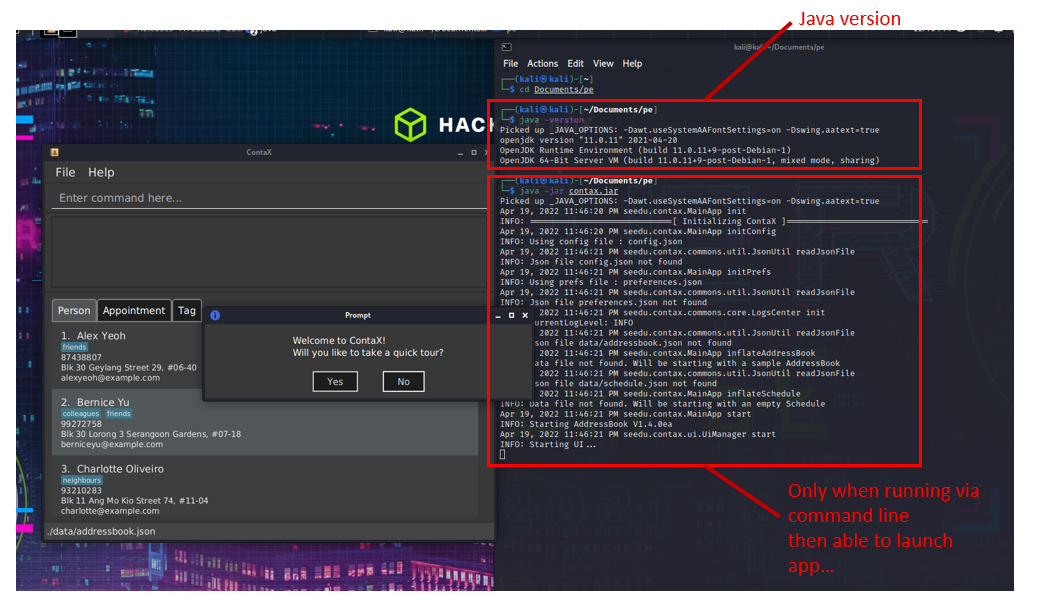 Java version
kali@kali:~/Documents/pe
File Actions Edit View Help
┌──(kali㉿kali)-[~]
└─$ cd Documents/pe
┌──(kali㉿kali)-[~/Documents/pe]
└─$ java -version
Picked up _JAVA_OPTIONS: -Dawt.useSystemAAFontSettings=on -Dswing.aatext=true
openjdk version "11.0.11" 2021-04-20
OpenJDK Runtime Environment (build 11.0.11+9-post-Debian-1)
OpenJDK 64-Bit Server VM (build 11.0.11+9-post-Debian-1, mixed mode, sharing)
┌──(kali㉿kali)-[~/Documents/pe]
└─$ java -jar contax.jar
Picked up _JAVA_OPTIONS: -Dawt.useSystemAAFontSettings=on -Dswing.aatext=true
Apr 19, 2022 11:46:20 PM seedu.contax.MainApp init
INFO: ============================[ Initializing ContaX ]============================
Apr 19, 2022 11:46:20 PM seedu.contax.MainApp initConfig
INFO: Using config file : config.json
Apr 19, 2022 11:46:21 PM seedu.contax.commons.util.JsonUtil readJsonFile
INFO: Json file config.json not found
Apr 19, 2022 11:46:21 PM seedu.contax.MainApp initPrefs
INFO: Using prefs file : preferences.json
Apr 19, 2022 11:46:21 PM seedu.contax.commons.util.JsonUtil readJsonFile
INFO: Json file preferences.json not found
Apr 19, 2022 11:46:21 PM seedu.contax.commons.core.LogsCenter init
urrentLogLevel: INFO
2022 11:46:21 PM seedu.contax.commons.util.JsonUtil readJsonFile
son file data/addressbook.json not found
2022 11:46:21 PM seedu.contax.MainApp inflateAddressBook
ata file not found. Will be starting with a sample AddressBook
2022 11:46:21 PM seedu.contax.commons.util.JsonUtil readJsonFile
son file data/schedule.json not found
2022 11:46:21 PM seedu.contax.MainApp inflateSchedule
INFO: Data file not found. Will be starting with an empty Schedule
Apr 19, 2022 11:46:21 PM seedu.contax.MainApp start
INFO: Starting AddressBook V1.4.0ea
Apr 19, 2022 11:46:21 PM seedu.contax.ui.UiManager start
INFO: Starting UI...
Only when running via
command line
then able to launch
app...
HACK
ContaX
File Help
Enter command here...
Person Appointment Tag
1. Alex Yeoh
friends
87438807
Blk 30 Geylang Street 29, #06-40
alexyeoh@example.com
2. Bernice Yu
colleagues friends
99272758
Blk 30 Lorong 3 Serangoon Gardens, #07-18
berniceyu@example.com
3. Charlotte Oliveiro
neighbours
93210283
Blk 11 Ang Mo Kio Street 74, #11-04
charlotte@example.com
./data/addressbook.json
Prompt
Welcome to ContaX!
Will you like to take a quick tour?
Yes No